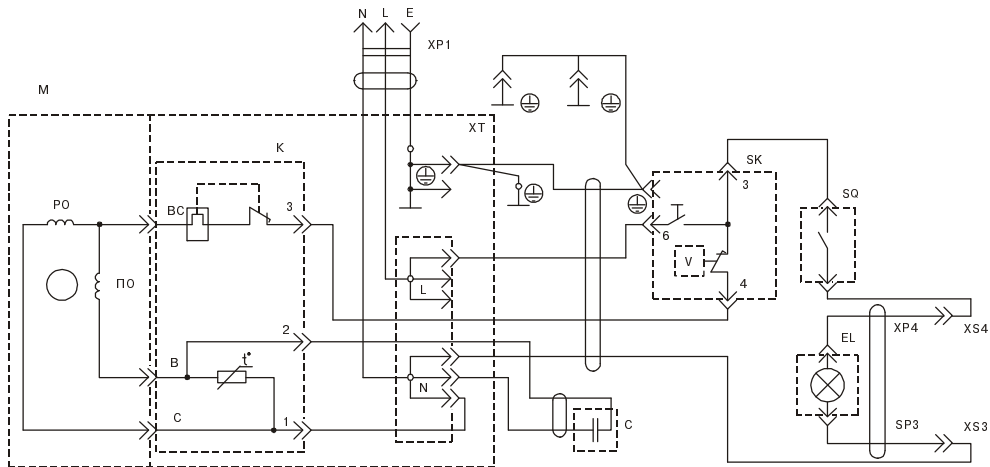 N L E
XP1
M
XT
K
SK
3
PO
BC
3
SQ
6
V
ПО
L
4
2
XP4
XS4
EL
B
t°
N
C
1
C
SP3
XS3